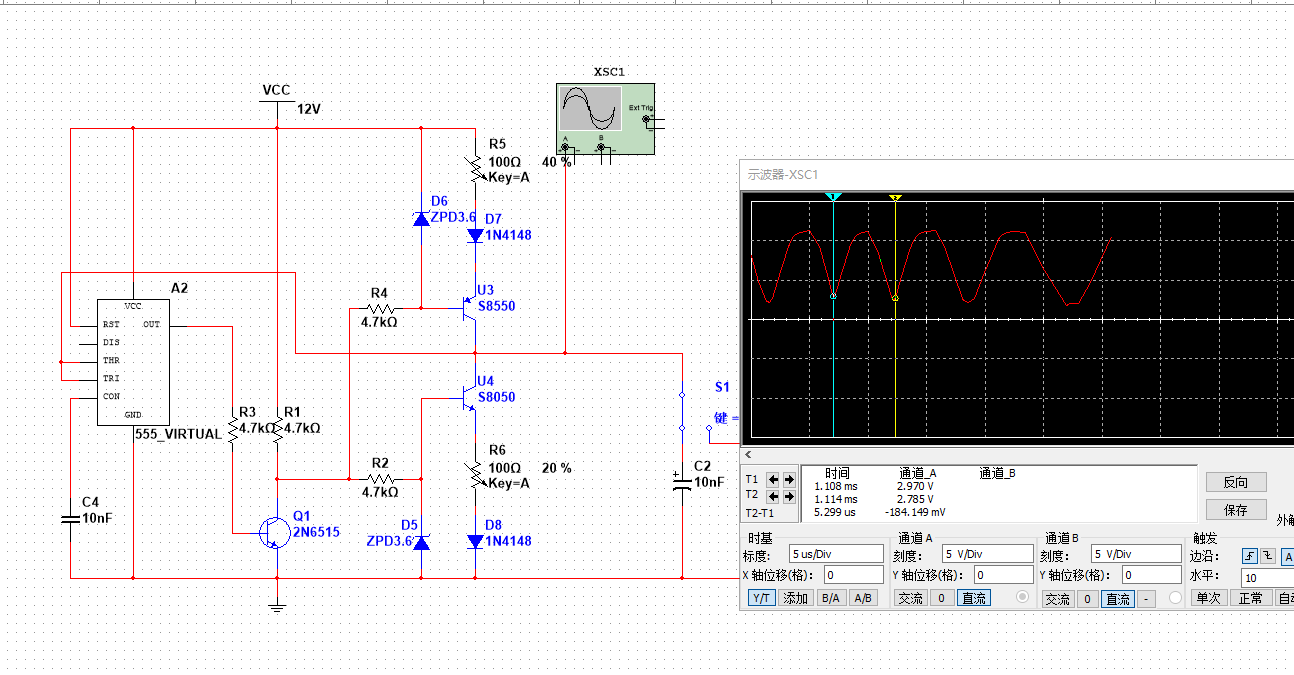 XSC1
VCC
12V
Ext Trig
A
B
R5
100Ω
40 %
Key=A
示波器-XSC1
D6
ZPD3.6
D7
1N4148
A2
R4
4.7kΩ
U3
S8550
VCC
RST
OUT
DIS
THR
TRI
CON
GND
555_VIRTUAL
U4
S8050
S1
键 =
R3
4.7kΩ
R1
4.7kΩ
R2
4.7kΩ
R6
100Ω
20 %
Key=A
C2
10nF
C4
10nF
Q1
2N6515
D5
ZPD3.6
D8
1N4148
时间
通道_A
通道_B
T1
1.108 ms
2.970 V
T2
1.114 ms
2.785 V
T2-T1
5.299 us
-184.149 mV
反向
保存
时基
标度:
5 us/Div
X 轴位移(格):
0
Y/T
添加
B/A
A/B
通道 A
刻度:
5 V/Div
Y 轴位移(格):
0
交流
0
直流
通道 B
刻度:
5 V/Div
Y 轴位移(格):
0
交流
0
直流
-
触发
边沿:
A
水平:
10
单次
正常